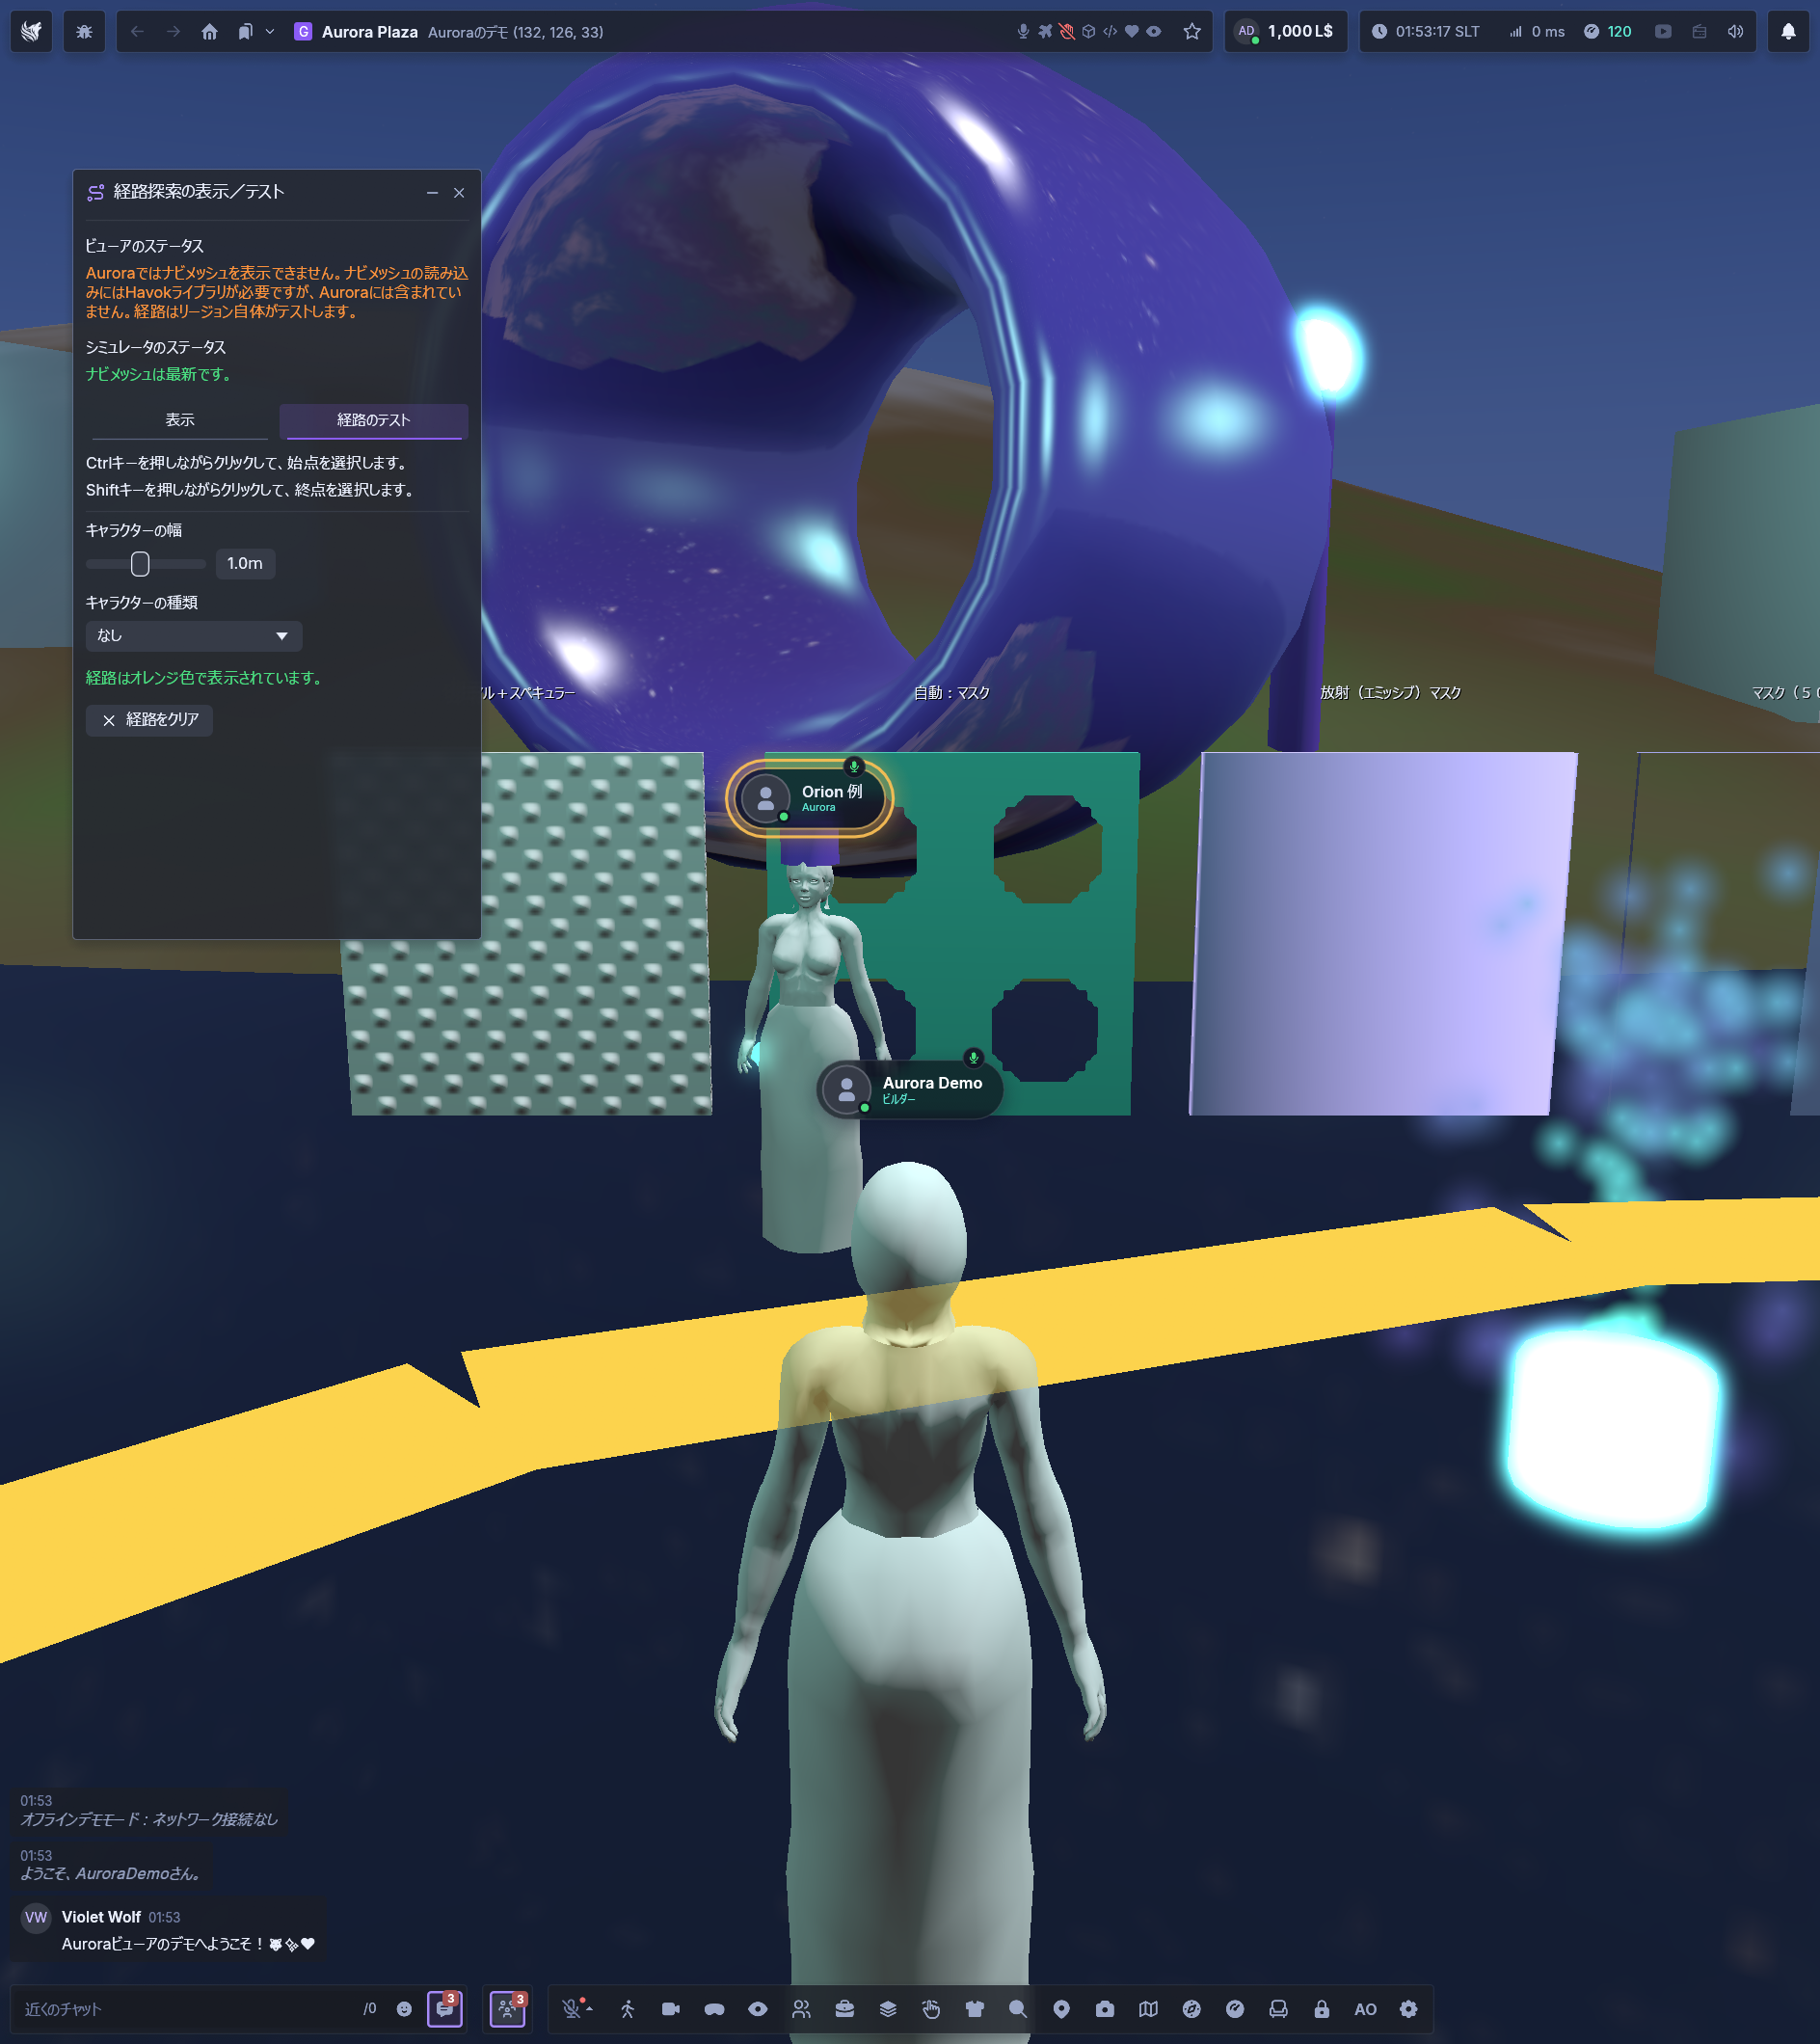 G Aurora Plaza Auroraのデモ (132, 126, 33)
AD 1,000 L$
01:53:17 SLT 0 ms 120
経路探索の表示／テスト
ビューアのステータス
Auroraではナビメッシュを表示できません。ナビメッシュの読み込
みにはHavokライブラリが必要ですが、Auroraには含まれてい
ません。経路はリージョン自体がテストします。
シミュレータのステータス
ナビメッシュは最新です。
表示 経路のテスト
Ctrlキーを押しながらクリックして、始点を選択します。
Shiftキーを押しながらクリックして、終点を選択します。
キャラクターの幅
1.0m
キャラクターの種類
なし
経路はオレンジ色で表示されています。
経路をクリア
ル＋スペキュラー
自動：マスク
放射（エミッシブ）マスク
マスク（５
Orion 例
Aurora
Aurora Demo
ビルダー
01:53
オフラインデモモード：ネットワーク接続なし
01:53
ようこそ、AuroraDemoさん。
VW Violet Wolf 01:53
Auroraビューアのデモへようこそ！
近くのチャット /0 3 3 AO